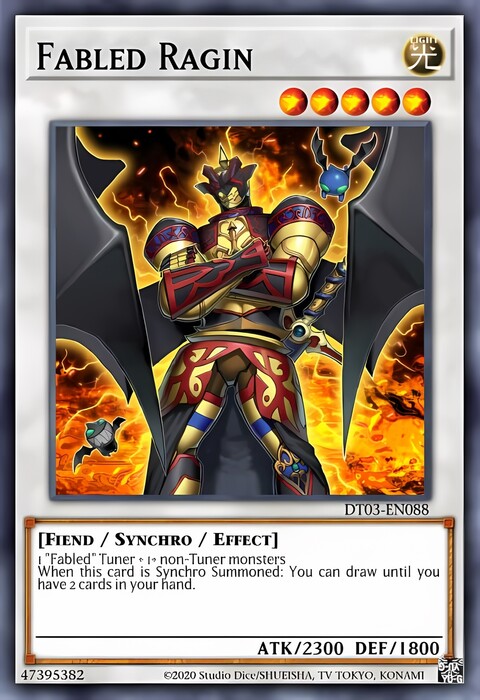 Fabled Ragin
LIGHT
光
DT03-EN088
[Fiend / Synchro / Effect]
1 "Fabled" Tuner + 1+ non-Tuner monsters
When this card is Synchro Summoned: You can draw until you
have 2 cards in your hand.
ATK/2300 DEF/1800
47395382
©2020 Studio Dice/SHUEISHA, TV TOKYO, KONAMI